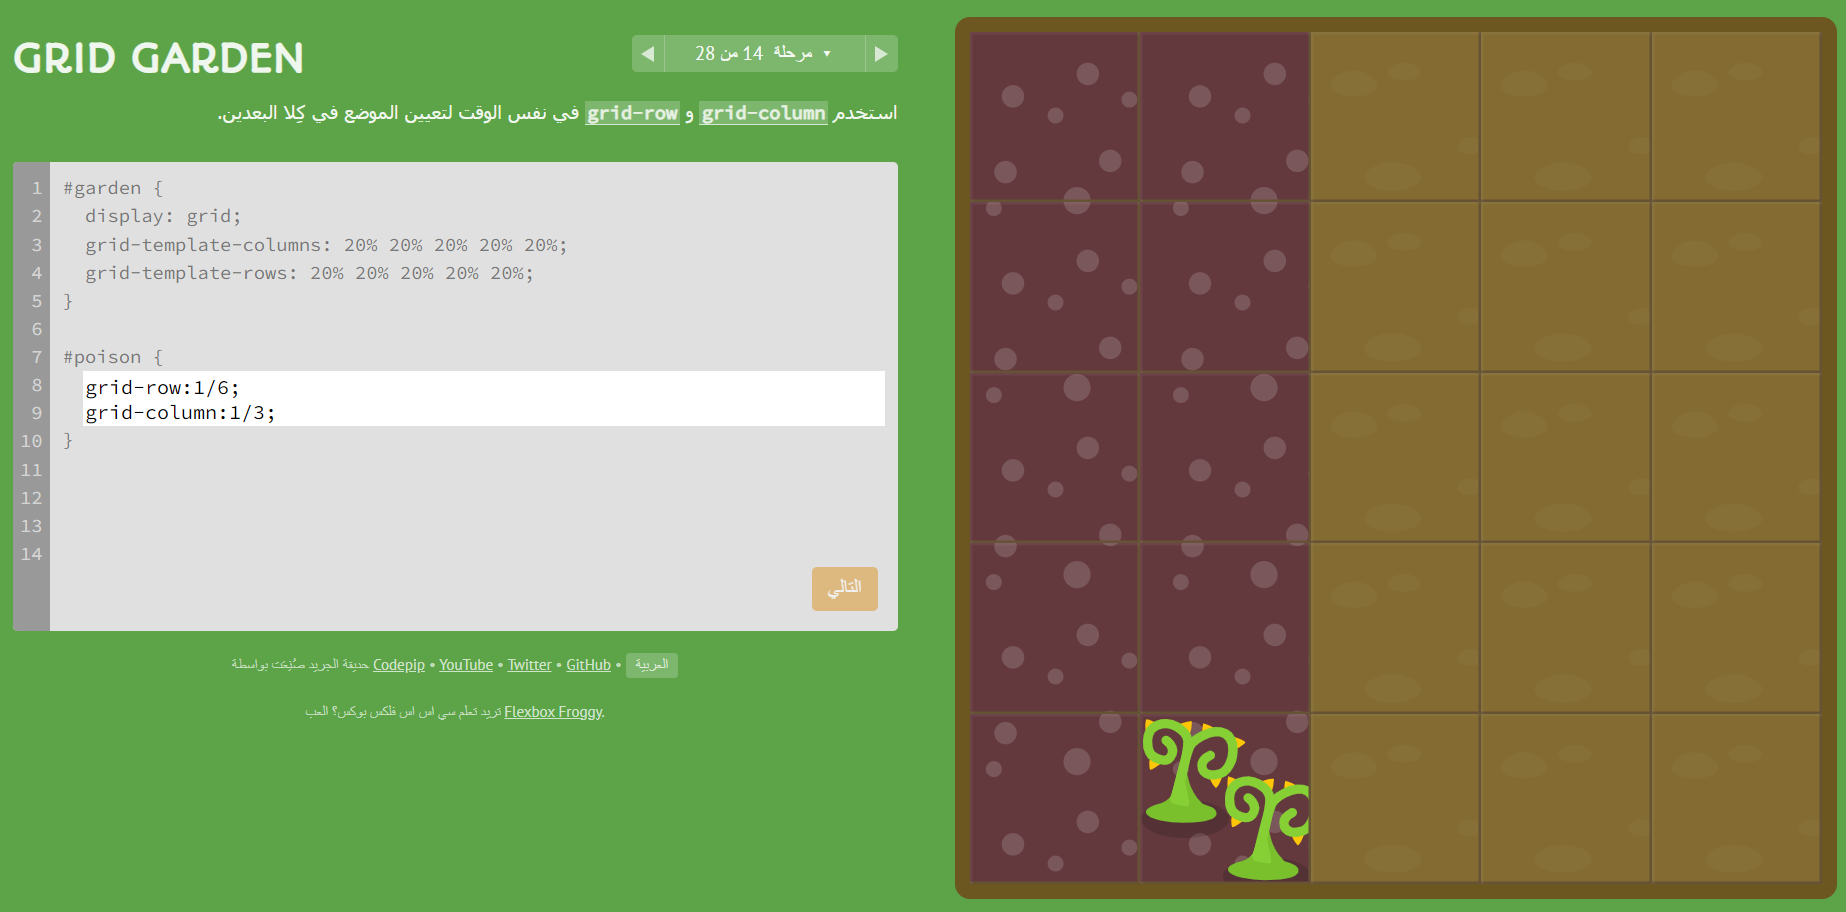 GRID GARDEN
مرحلة 14 من 28
استخدم grid-column و grid-row في نفس الوقت لتعيين الموضع في كِلا البعدين.
1 #garden {
2 display: grid;
3 grid-template-columns: 20% 20% 20% 20% 20%;
4 grid-template-rows: 20% 20% 20% 20% 20%;
5 }
6
7 #poison {
8 grid-row:1/6;
9 grid-column:1/3;
10 }
11
12
13
14
التالي
حديقة الجريد صُنِعَت بواسطة Codepip • YouTube • Twitter • GitHub • العربية
تريد تعلم سي اس اس فلكس بوكس؟ العب Flexbox Froggy.